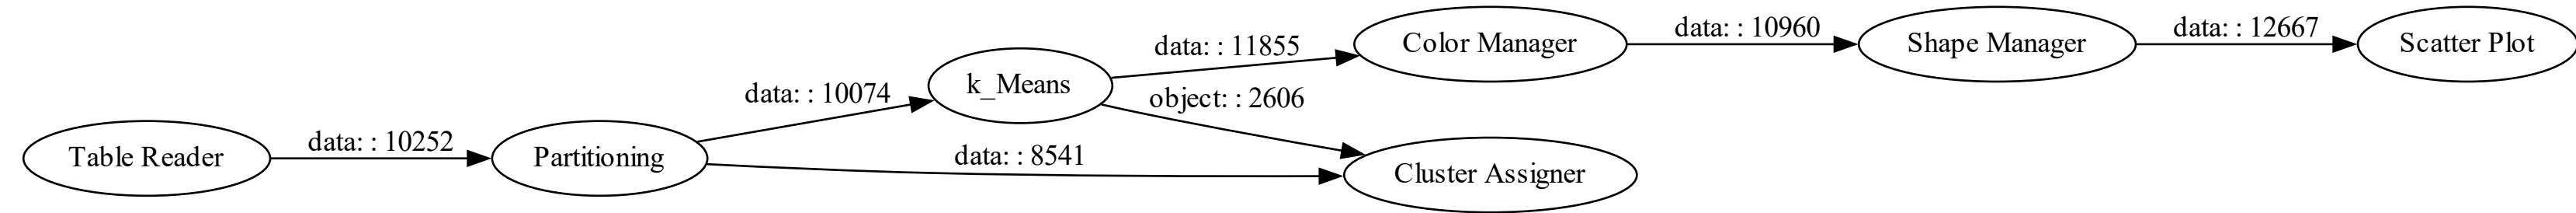 Table Reader
data: : 10252
Partitioning
data: : 10074
data: : 8541
k_Means
data: : 11855
object: : 2606
Color Manager
Cluster Assigner
data: : 10960
Shape Manager
data: : 12667
Scatter Plot